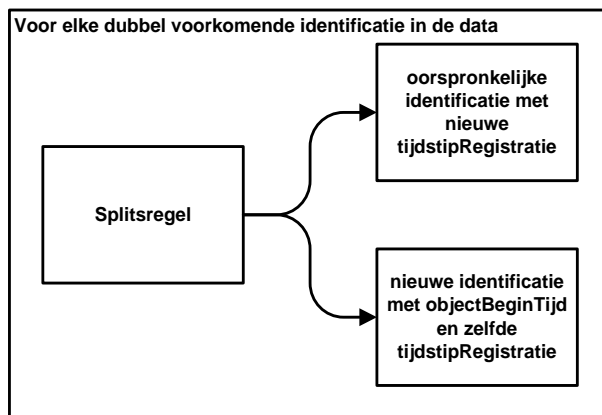 Voor elke dubbel voorkomende identificatie in de data
oorspronkelijke
identificatie met
nieuwe
tijdstipRegistratie
Splitsregel
nieuwe identificatie
met objectBeginTijd
en zelfde
tijdstipRegistratie